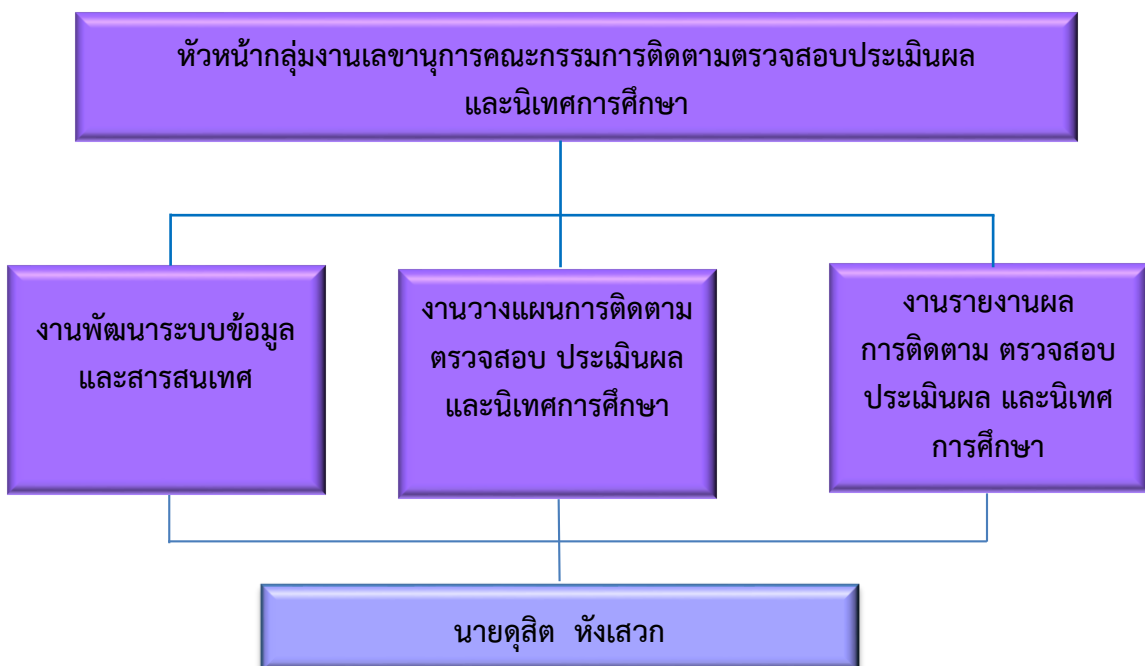 หัวหน้ากลุ่มงานเลขานุการคณะกรรมการติดตามตรวจสอบประเมินผล
และนิเทศการศึกษา
งานพัฒนาระบบข้อมูล
และสารสนเทศ
งานวางแผนการติดตาม
ตรวจสอบ ประเมินผล
และนิเทศการศึกษา
งานรายงานผล
การติดตาม ตรวจสอบ
ประเมินผล และนิเทศ
การศึกษา
นายดุสิต หังเสวก